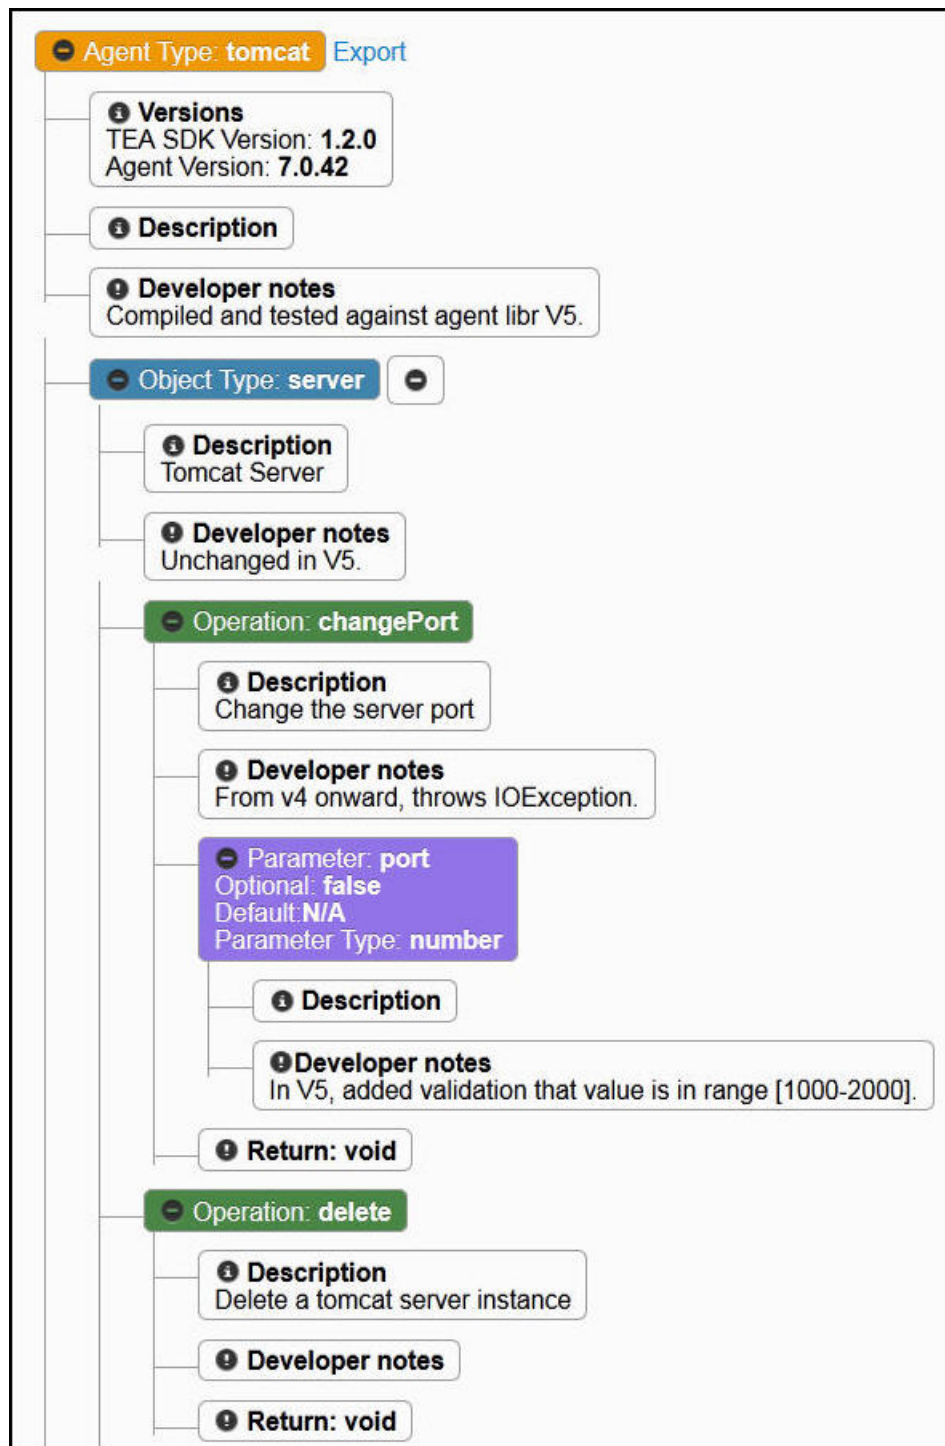 Agent Type: tomcat Export
Versions
TEA SDK Version: 1.2.0
Agent Version: 7.0.42
Description
Developer notes
Compiled and tested against agent libr V5.
Object Type: server
Description
Tomcat Server
Developer notes
Unchanged in V5.
Operation: changePort
Description
Change the server port
Developer notes
From v4 onward, throws IOException.
Parameter: port
Optional: false
Default:N/A
Parameter Type: number
Description
Developer notes
In V5, added validation that value is in range [1000-2000].
Return: void
Operation: delete
Description
Delete a tomcat server instance
Developer notes
Return: void